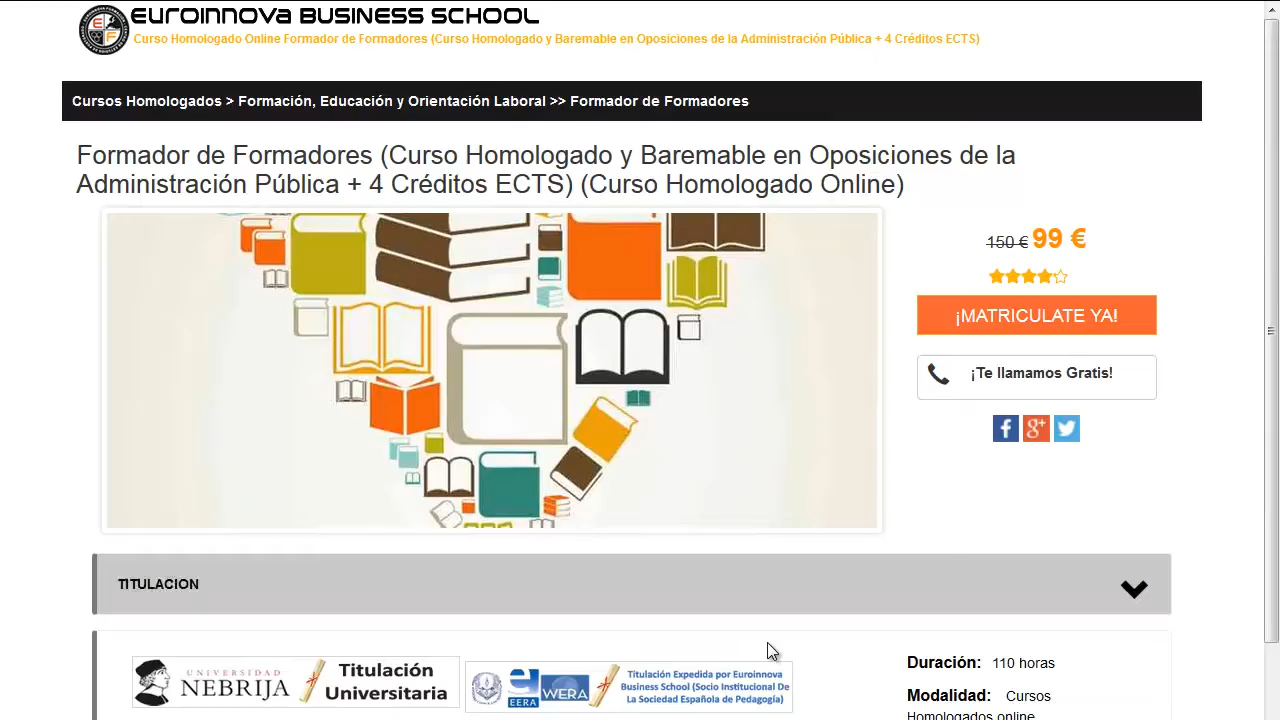 EUROINNOVA BUSINESS SCHOOL
Curso Homologado Online Formador de Formadores (Curso Homologado y Baremable en Oposiciones de la Administración Pública + 4 Créditos ECTS)
Cursos Homologados > Formación, Educación y Orientación Laboral >> Formador de Formadores
Formador de Formadores (Curso Homologado y Baremable en Oposiciones de la
Administración Pública + 4 Créditos ECTS) (Curso Homologado Online)
150 € 99 €
¡MATRICULATE YA!
¡Te llamamos Gratis!
TITULACION
UNIVERSIDAD
NEBRIJA
Titulación
Universitaria
EERA
WERA
Titulación Expedida por Euroinnova
Business School (Socio Institucional De
La Sociedad Española de Pedagogía)
Duración: 110 horas
Modalidad: Cursos
Homologados online